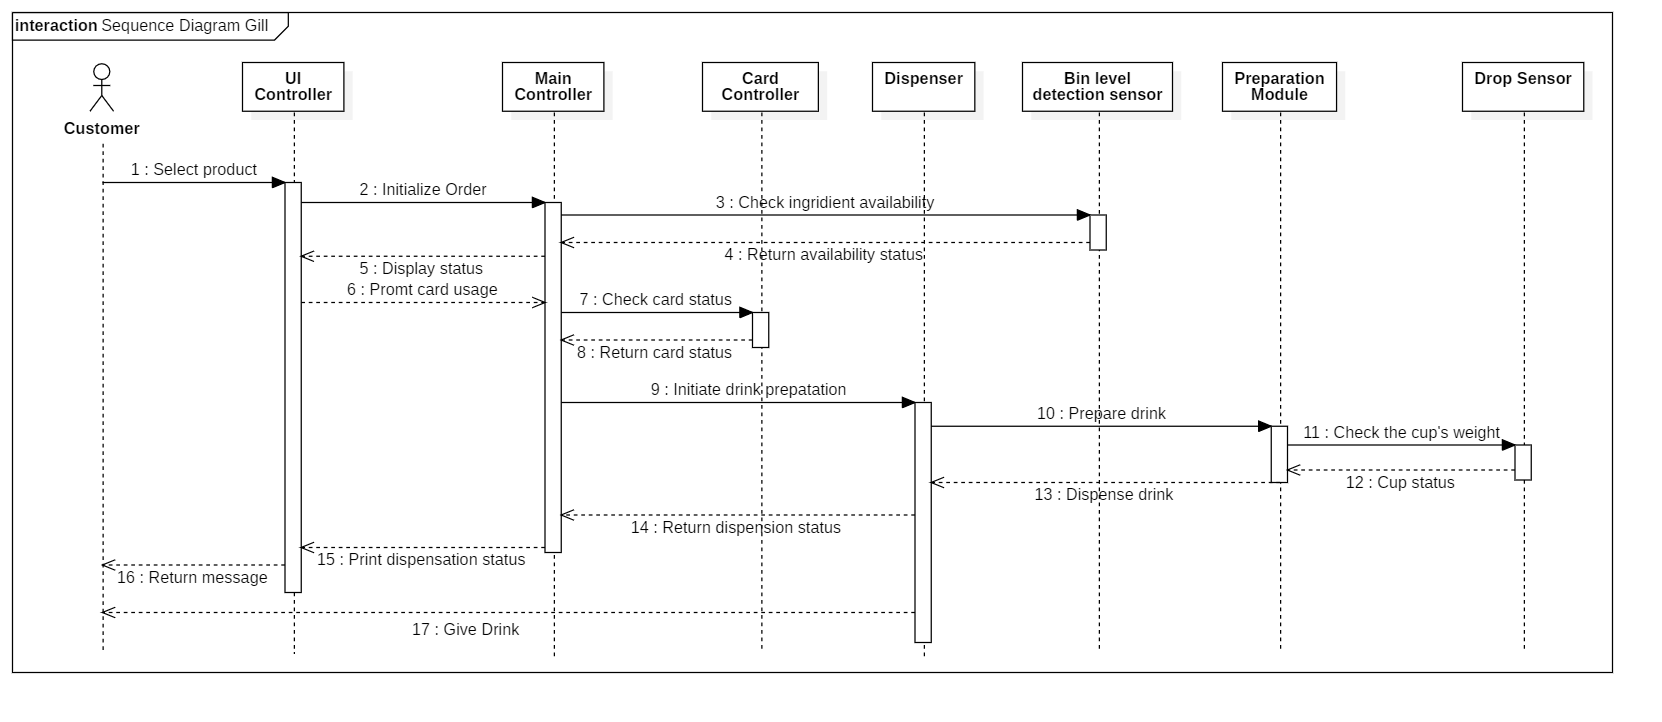 interaction Sequence Diagram Gill
Customer
UI
Controller
Main
Controller
Card
Controller
Dispenser
Bin level
detection sensor
Preparation
Module
Drop Sensor
1 : Select product
2 : Initialize Order
3 : Check ingridient availability
4 : Return availability status
5 : Display status
6 : Promt card usage
7 : Check card status
8 : Return card status
9 : Initiate drink prepatation
10 : Prepare drink
11 : Check the cup's weight
12 : Cup status
13 : Dispense drink
14 : Return dispension status
15 : Print dispensation status
16 : Return message
17 : Give Drink